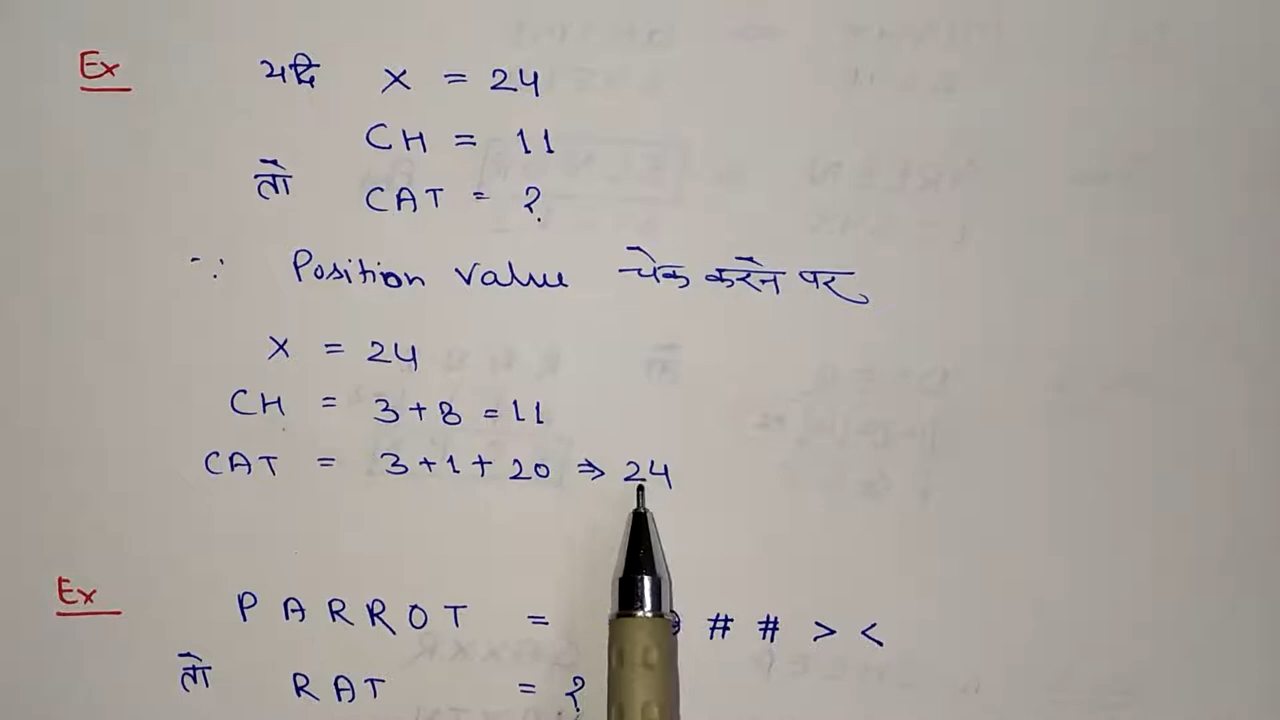 Ex यदि X = 24
CH = 11
तो CAT = ?
∵ Position value चेक करने पर
X = 24
CH = 3 + 8 = 11
CAT = 3 + 1 + 20 ⇒ 24
Ex PARROT = # # > <
तो RAT = ?